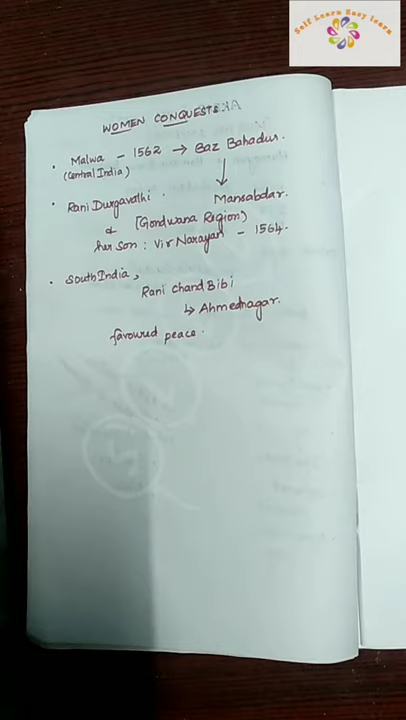 Self Learn Easy learn
WOMEN CONQUESTS
• Malwa - 1562 → Baz Bahadur.
(Central India)
↓
Mansabdar.
• Rani Durgavathi.
& [Gondwana Region)
her son : Vir Narayan - 1564.
• South India,
Rani chand Bibi
↳ Ahmednagar.
favoured peace.